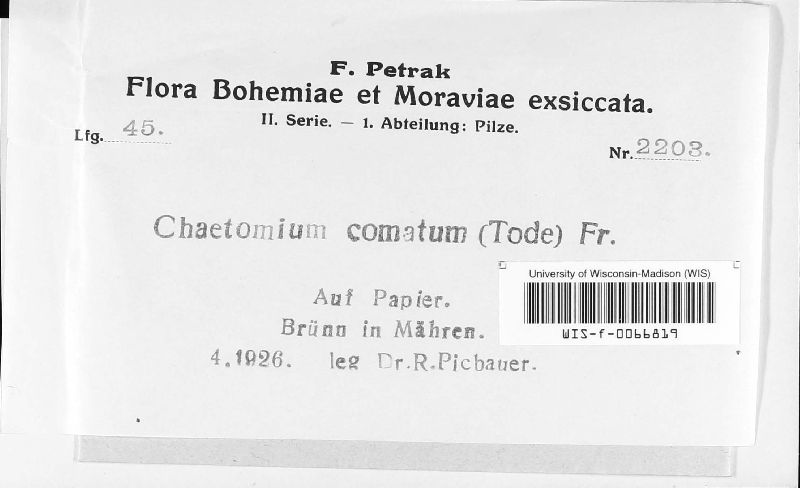 F. Petrak
Flora Bohemiae et Moraviae exsiccata.
II. Serie. — 1. Abteilung: Pilze.
Lfg. 45.
Nr. 2203.
Chaetomium comatum (Tode) Fr.
Auf Papier.
Brünn in Mähren.
4.1926. leg Dr.R.Picbauer.
University of Wisconsin-Madison (WIS)
WIS-f-0066819